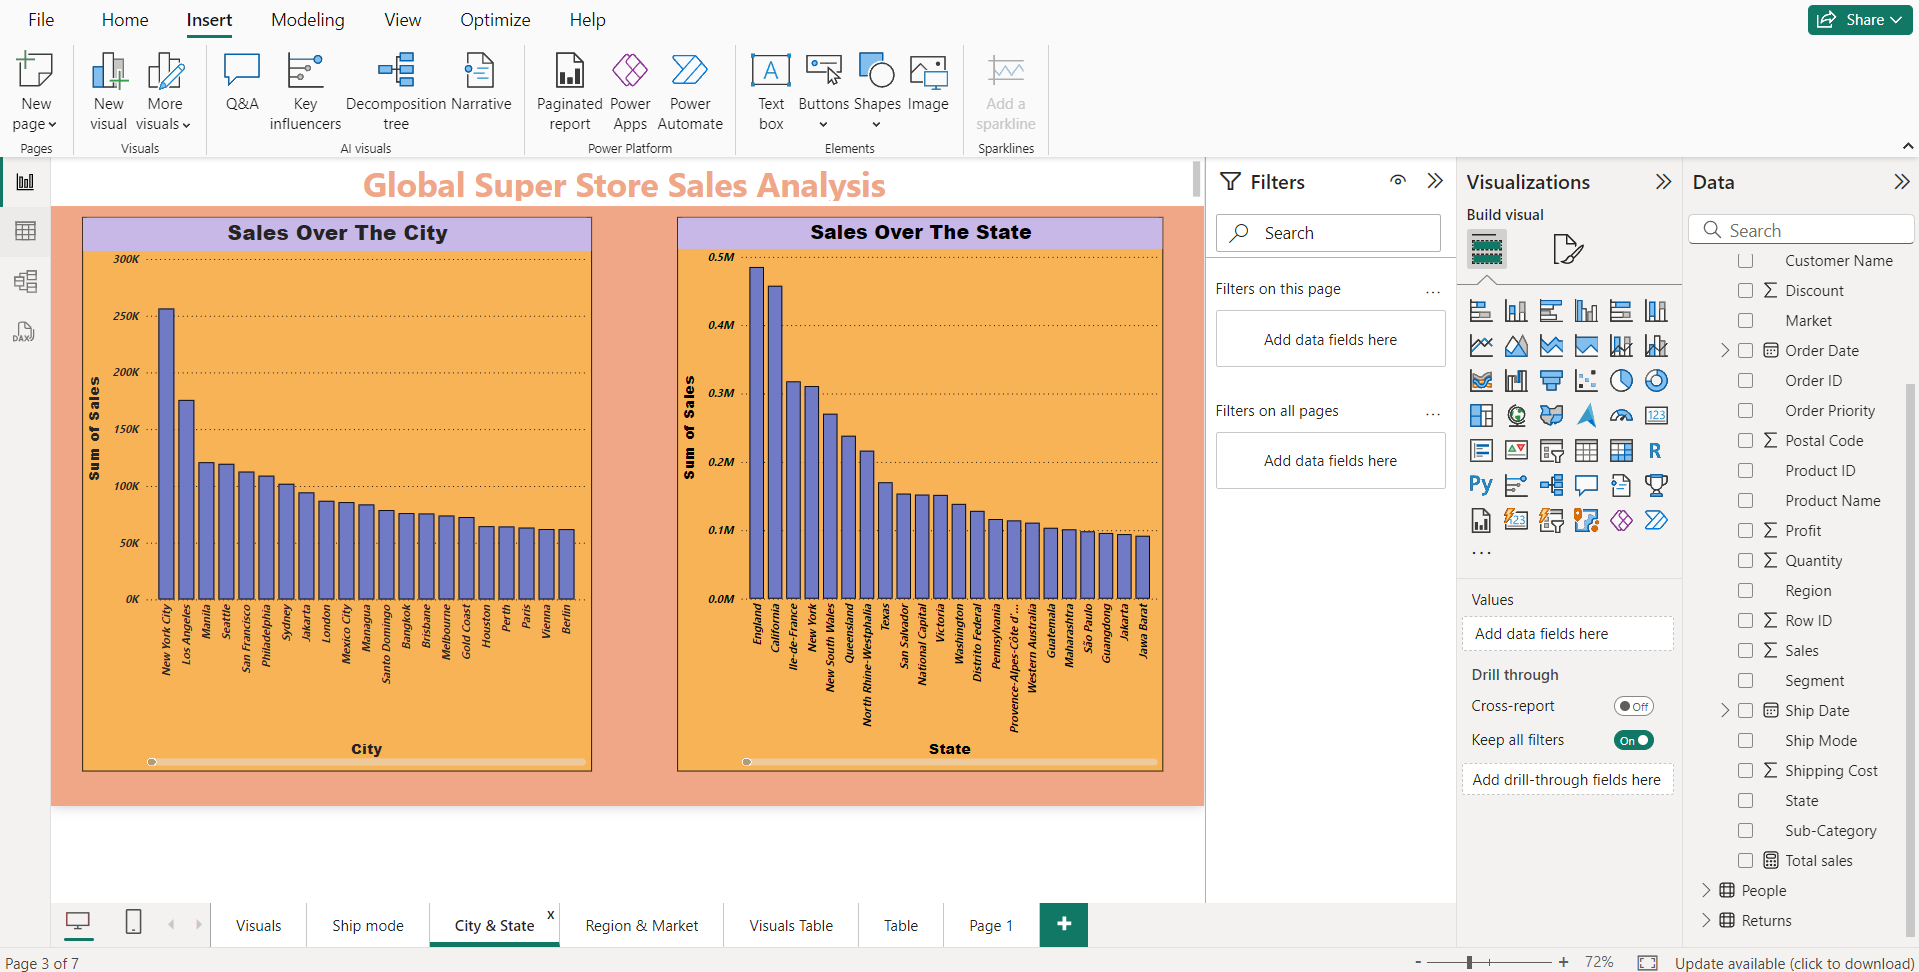 File Home Insert Modeling View Optimize Help Share
New page New visual More visuals Q&A Key influencers Decomposition tree Narrative Paginated report Power Apps Power Automate Text box Buttons Shapes Image Add a sparkline
Pages Visuals AI visuals Power Platform Elements Sparklines
Global Super Store Sales Analysis
Sales Over The City
300K
250K
200K
150K
100K
50K
0K
Sum of Sales
New York City
Los Angeles
Manila
Seattle
San Francisco
Philadelphia
Sydney
Jakarta
London
Mexico City
Managua
Santo Domingo
Bangkok
Brisbane
Melbourne
Gold Coast
Houston
Perth
Paris
Vienna
Berlin
City
Sales Over The State
0.5M
0.4M
0.3M
0.2M
0.1M
0.0M
Sum of Sales
England
California
Ile-de-France
New York
New South Wales
Queensland
North Rhine-Westphalia
Texas
San Salvador
National Capital
Victoria
Washington
Distrito Federal
Pennsylvania
Provence-Alpes-Côte d'...
Western Australia
Guatemala
Maharashtra
São Paulo
Guangdong
Jakarta
Jawa Barat
State
Filters
Search
Filters on this page ...
Add data fields here
Filters on all pages ...
Add data fields here
Visualizations
Build visual
123
R
Py
123
...
Values
Add data fields here
Drill through
Cross-report Off
Keep all filters On
Add drill-through fields here
Data
Search
Customer Name
Discount
Market
Order Date
Order ID
Order Priority
Postal Code
Product ID
Product Name
Profit
Quantity
Region
Row ID
Sales
Segment
Ship Date
Ship Mode
Shipping Cost
State
Sub-Category
Total sales
People
Returns
DAX
Visuals Ship mode City & State x Region & Market Visuals Table Table Page 1 +
Page 3 of 7 - + 72% Update available (click to download)